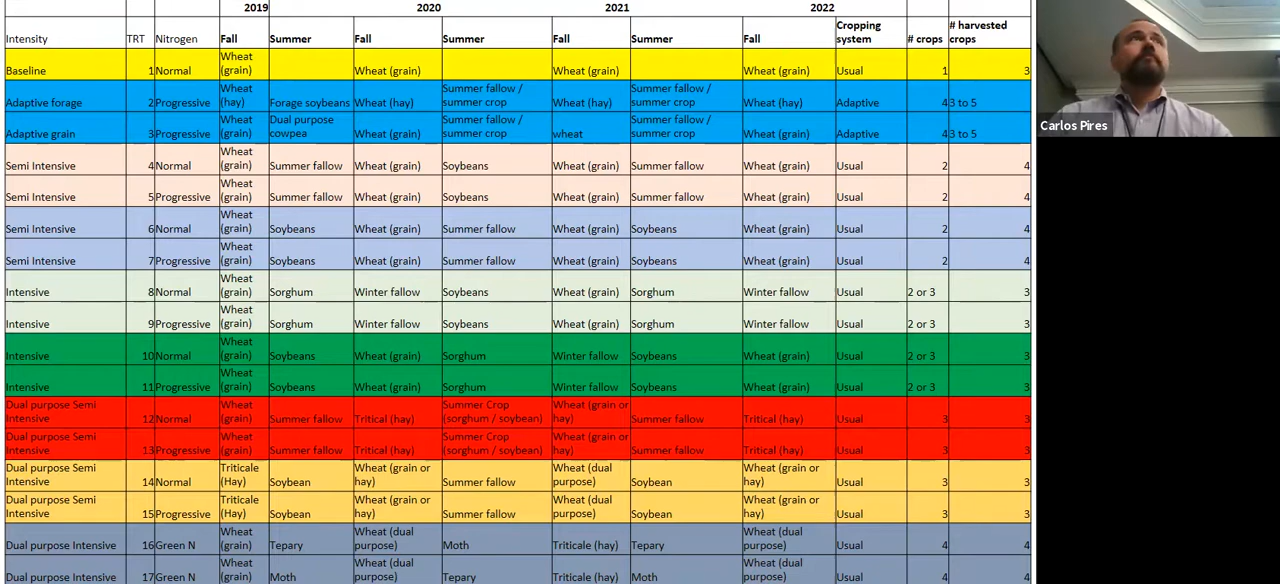 2019 2020 2021 2022
Intensity TRT Nitrogen Fall Summer Fall Summer Fall Summer Fall Cropping system # crops # harvested crops
Baseline 1 Normal Wheat (grain) Wheat (grain) Wheat (grain) Wheat (grain) Usual 1 3
Adaptive forage 2 Progressive Wheat (hay) Forage soybeans Wheat (hay) Summer fallow / summer crop Wheat (hay) Summer fallow / summer crop Wheat (hay) Adaptive 4 3 to 5
Adaptive grain 3 Progressive Wheat (grain) Dual purpose cowpea Wheat (grain) Summer fallow / summer crop wheat Summer fallow / summer crop Wheat (grain) Adaptive 4 3 to 5
Semi Intensive 4 Normal Wheat (grain) Summer fallow Wheat (grain) Soybeans Wheat (grain) Summer fallow Wheat (grain) Usual 2 4
Semi Intensive 5 Progressive Wheat (grain) Summer fallow Wheat (grain) Soybeans Wheat (grain) Summer fallow Wheat (grain) Usual 2 4
Semi Intensive 6 Normal Wheat (grain) Soybeans Wheat (grain) Summer fallow Wheat (grain) Soybeans Wheat (grain) Usual 2 4
Semi Intensive 7 Progressive Wheat (grain) Soybeans Wheat (grain) Summer fallow Wheat (grain) Soybeans Wheat (grain) Usual 2 4
Intensive 8 Normal Wheat (grain) Sorghum Winter fallow Soybeans Wheat (grain) Sorghum Winter fallow Usual 2 or 3 3
Intensive 9 Progressive Wheat (grain) Sorghum Winter fallow Soybeans Wheat (grain) Sorghum Winter fallow Usual 2 or 3 3
Intensive 10 Normal Wheat (grain) Soybeans Wheat (grain) Sorghum Winter fallow Soybeans Wheat (grain) Usual 2 or 3 3
Intensive 11 Progressive Wheat (grain) Soybeans Wheat (grain) Sorghum Winter fallow Soybeans Wheat (grain) Usual 2 or 3 3
Dual purpose Semi Intensive 12 Normal Wheat (grain) Summer fallow Tritical (hay) Summer Crop (sorghum / soybean) Wheat (grain or hay) Summer fallow Tritical (hay) Usual 3 3
Dual purpose Semi Intensive 13 Progressive Wheat (grain) Summer fallow Tritical (hay) Summer Crop (sorghum / soybean) Wheat (grain or hay) Summer fallow Tritical (hay) Usual 3 3
Dual purpose Semi Intensive 14 Normal Triticale (Hay) Soybean Wheat (grain or hay) Summer fallow Wheat (dual purpose) Soybean Wheat (grain or hay) Usual 3 3
Dual purpose Semi Intensive 15 Progressive Triticale (Hay) Soybean Wheat (grain or hay) Summer fallow Wheat (dual purpose) Soybean Wheat (grain or hay) Usual 3 3
Dual purpose Intensive 16 Green N Wheat (grain) Tepary Wheat (dual purpose) Moth Triticale (hay) Tepary Wheat (dual purpose) Usual 4 4
Dual purpose Intensive 17 Green N Wheat (grain) Moth Wheat (dual purpose) Tepary Triticale (hay) Moth Wheat (dual purpose) Usual 4 4
Carlos Pires